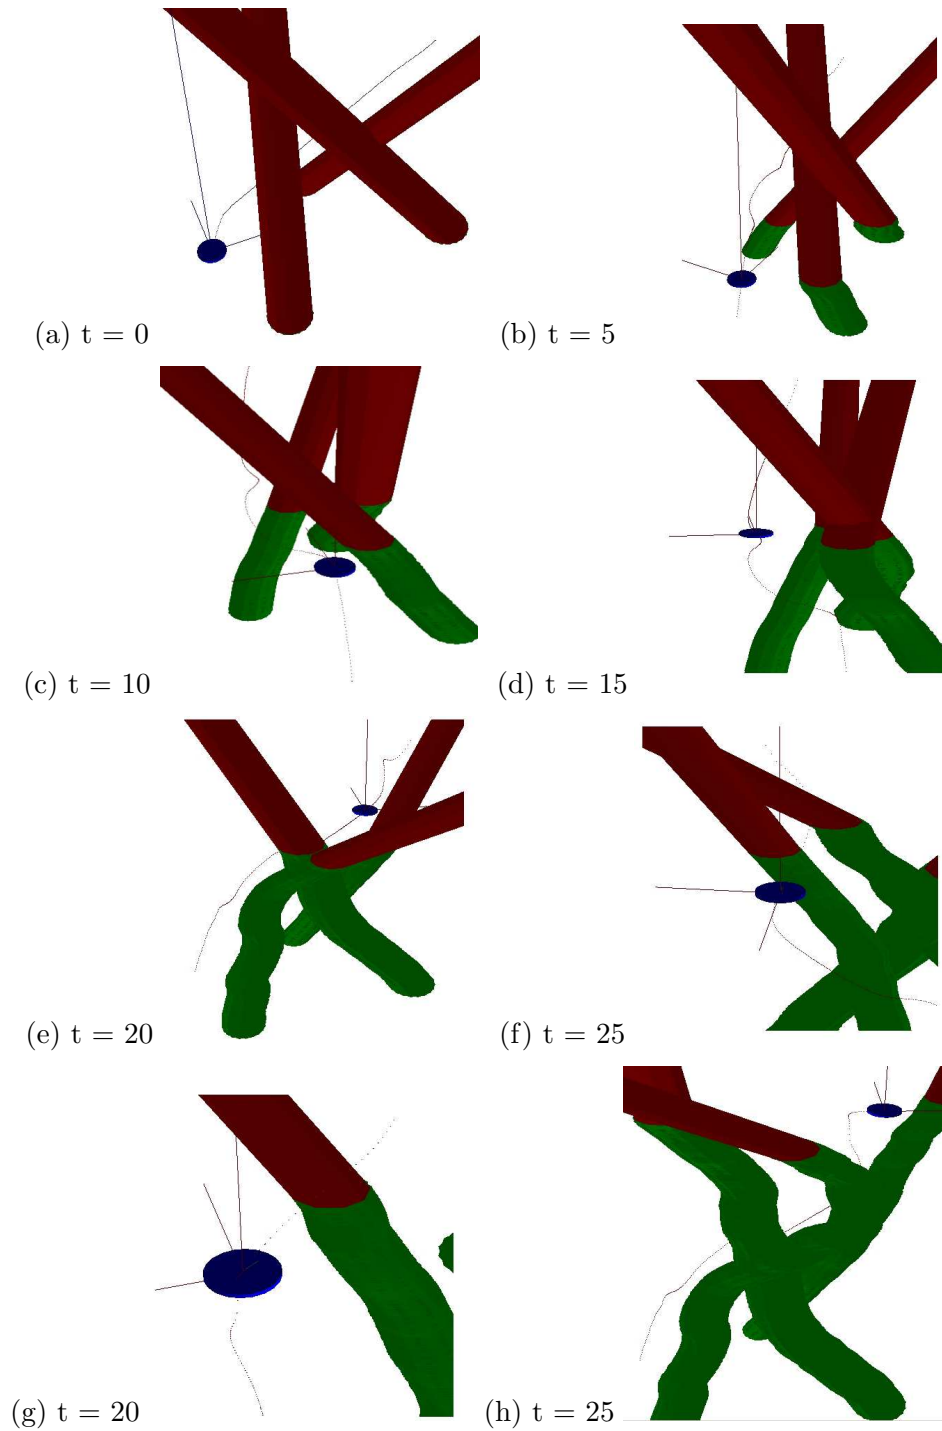 (a) t = 0
(b) t = 5
(c) t = 10
(d) t = 15
(e) t = 20
(f) t = 25
(g) t = 20
(h) t = 25